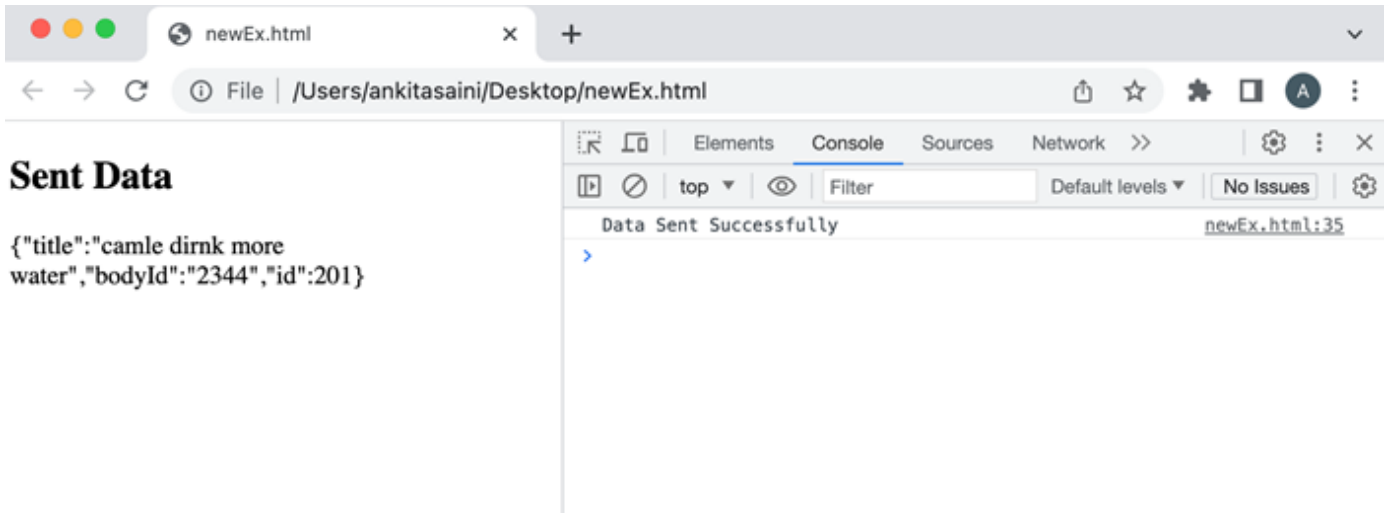 newEx.html
File | /Users/ankitasaini/Desktop/newEx.html
A
Sent Data
{"title":"camle dirnk more
water","bodyId":"2344","id":201}
Elements Console Sources Network
top Filter Default levels No Issues
Data Sent Successfully newEx.html:35